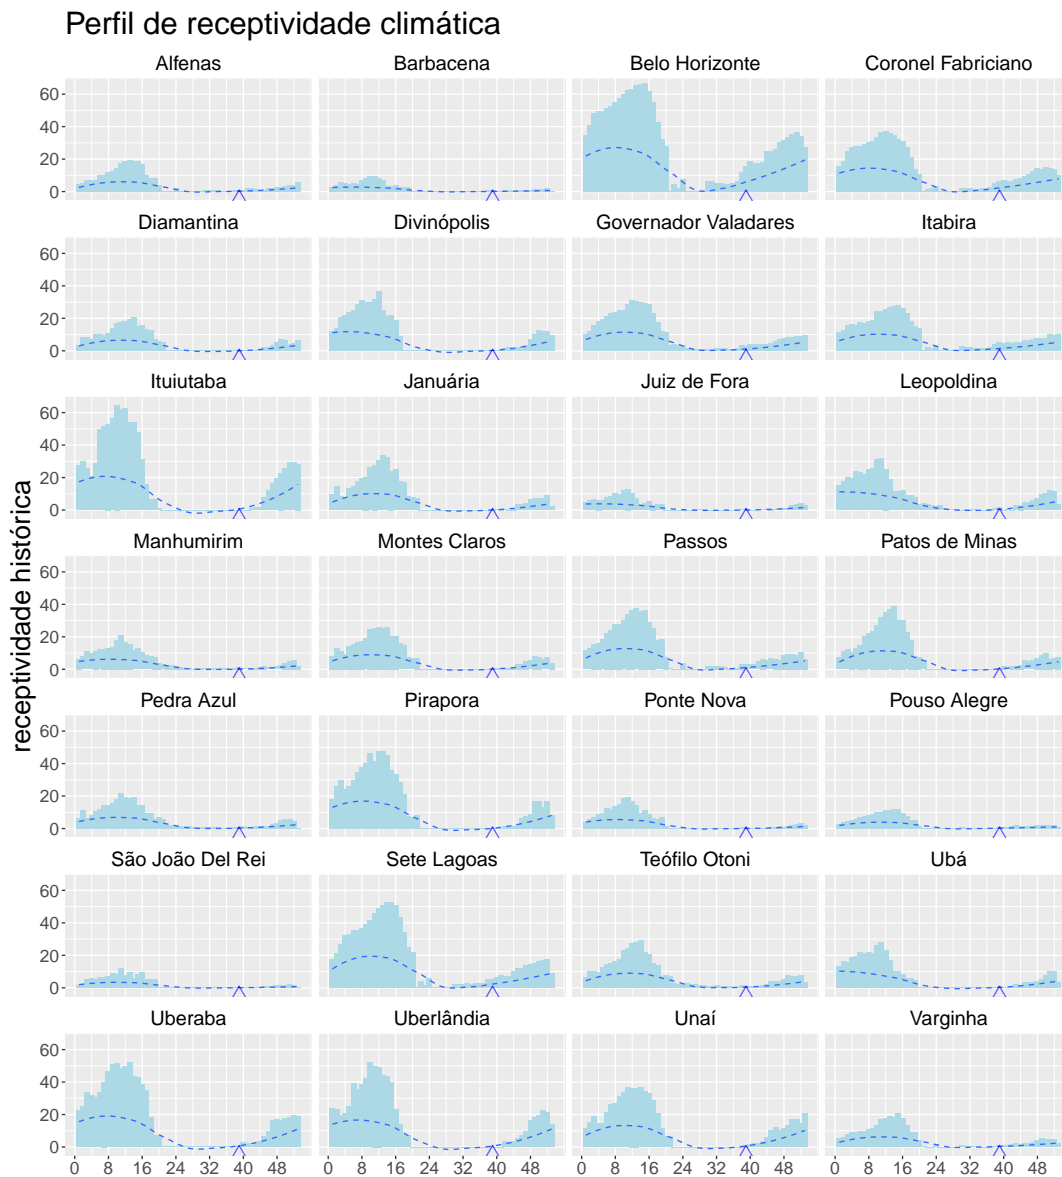 Perfil de receptividade climática
Alfenas Barbacena Belo Horizonte Coronel Fabriciano
60
40
20
0
Diamantina Divinópolis Governador Valadares Itabira
60
40
20
0
Ituiutaba Januária Juiz de Fora Leopoldina
60
40
20
0
receptividade histórica
Manhumirim Montes Claros Passos Patos de Minas
60
40
20
0
Pedra Azul Pirapora Ponte Nova Pouso Alegre
60
40
20
0
São João Del Rei Sete Lagoas Teófilo Otoni Ubá
60
40
20
0
Uberaba Uberlândia Unaí Varginha
60
40
20
0
0 8 16 24 32 40 48 0 8 16 24 32 40 48 0 8 16 24 32 40 48 0 8 16 24 32 40 48